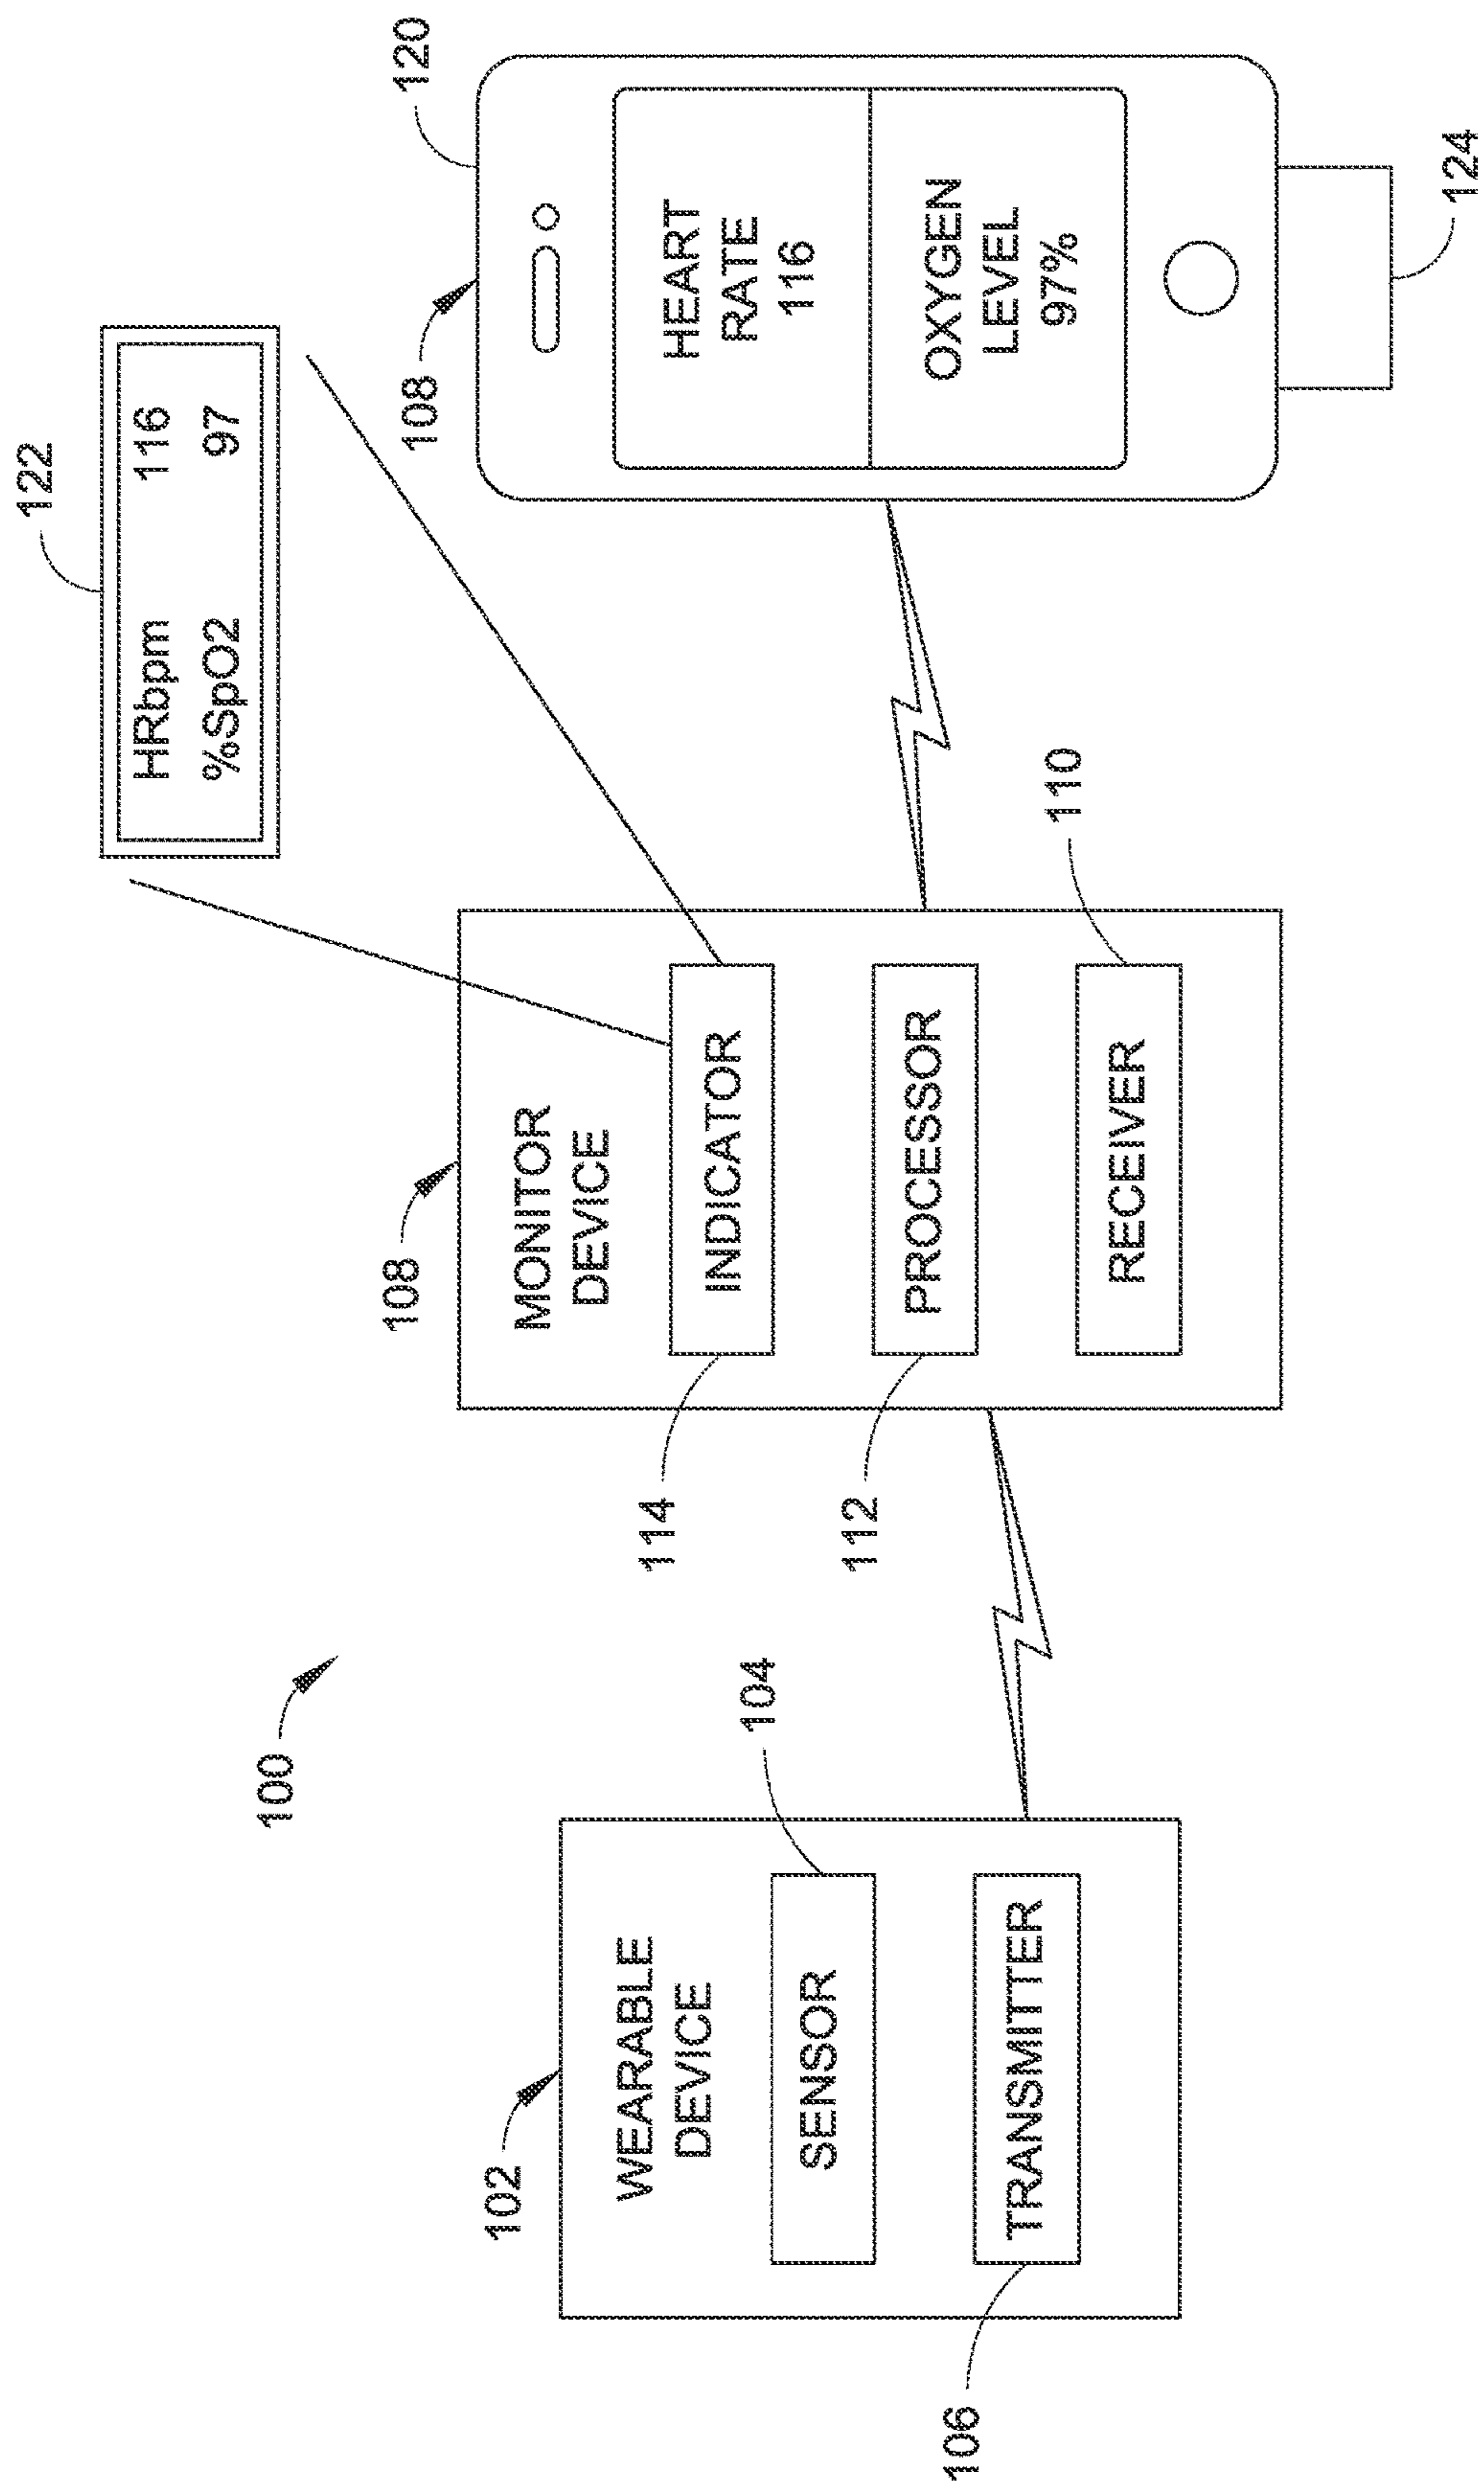 100
102
WEARABLE
DEVICE
SENSOR
104
TRANSMITTER
106
108
MONITOR
DEVICE
INDICATOR
114
PROCESSOR
112
RECEIVER
110
122
HRbpm 116
%SpO2 97
108
120
HEART
RATE
116
OXYGEN
LEVEL
97%
124